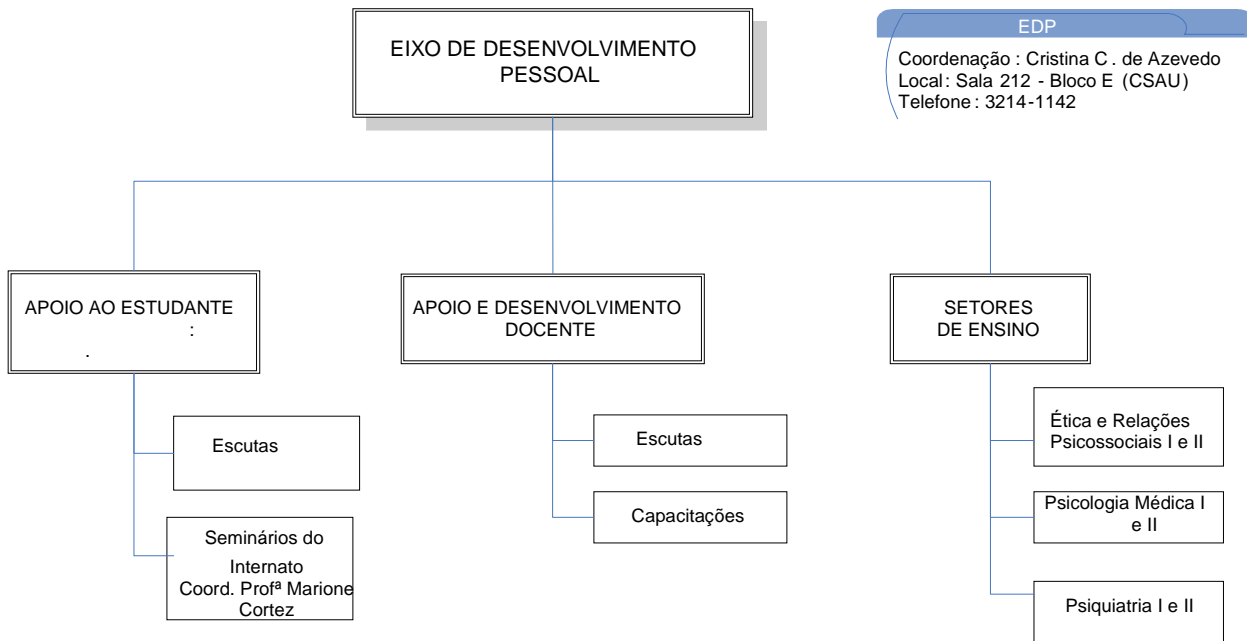 EIXO DE DESENVOLVIMENTO
PESSOAL
EDP
Coordenação : Cristina C . de Azevedo
Local : Sala 212 - Bloco E (CSAU)
Telefone : 3214-1142
APOIO AO ESTUDANTE
:
.
APOIO E DESENVOLVIMENTO
DOCENTE
SETORES
DE ENSINO
Escutas
Seminários do
Internato
Coord. Profª Marione
Cortez
Escutas
Capacitações
Ética e Relações
Psicossociais I e II
Psicologia Médica I
e II
Psiquiatria I e II